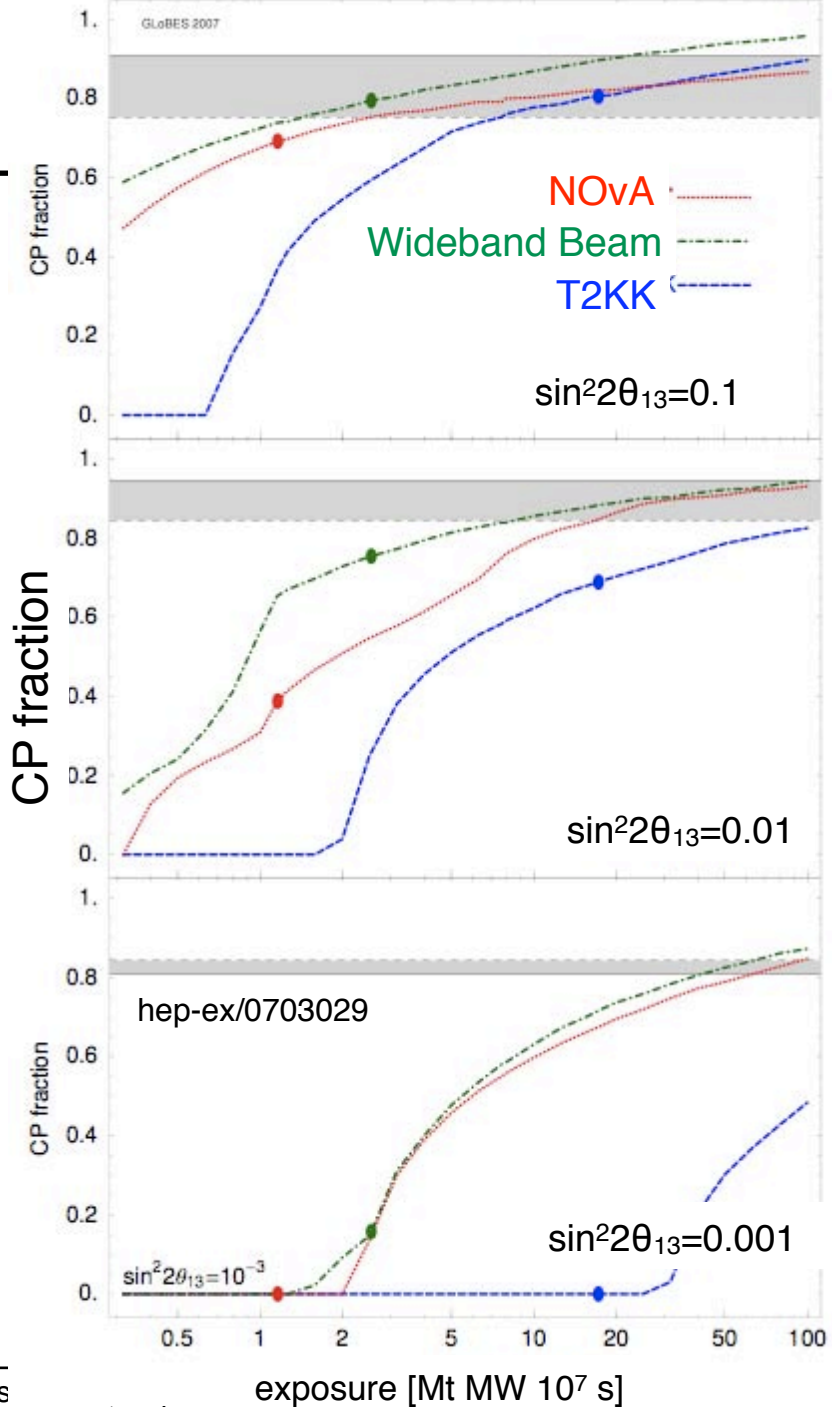 GLoBES 2007
1.
0.8
0.6
0.4
0.2
0.
CP fraction
NOvA
Wideband Beam
T2KK
sin²2θ₁₃=0.1
1.
0.8
0.6
0.4
0.2
0.
CP fraction
sin²2θ₁₃=0.01
1.
0.8
0.6
0.4
0.2
0.
CP fraction
hep-ex/0703029
sin²2θ₁₃=0.001
sin²2θ₁₃=10⁻³
0.5 1 2 5 10 20 50 100
exposure [Mt MW 10⁷ s]